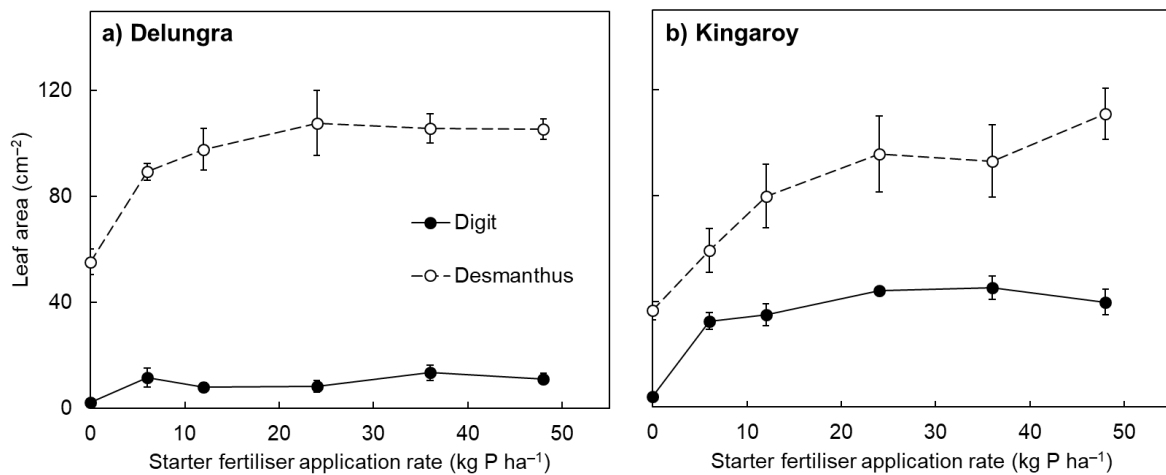 a) Delungra
b) Kingaroy
120
80
40
0
Leaf area (cm⁻²)
Digit
Desmanthus
0 10 20 30 40 50
0 10 20 30 40 50
Starter fertiliser application rate (kg P ha⁻¹)
Starter fertiliser application rate (kg P ha⁻¹)